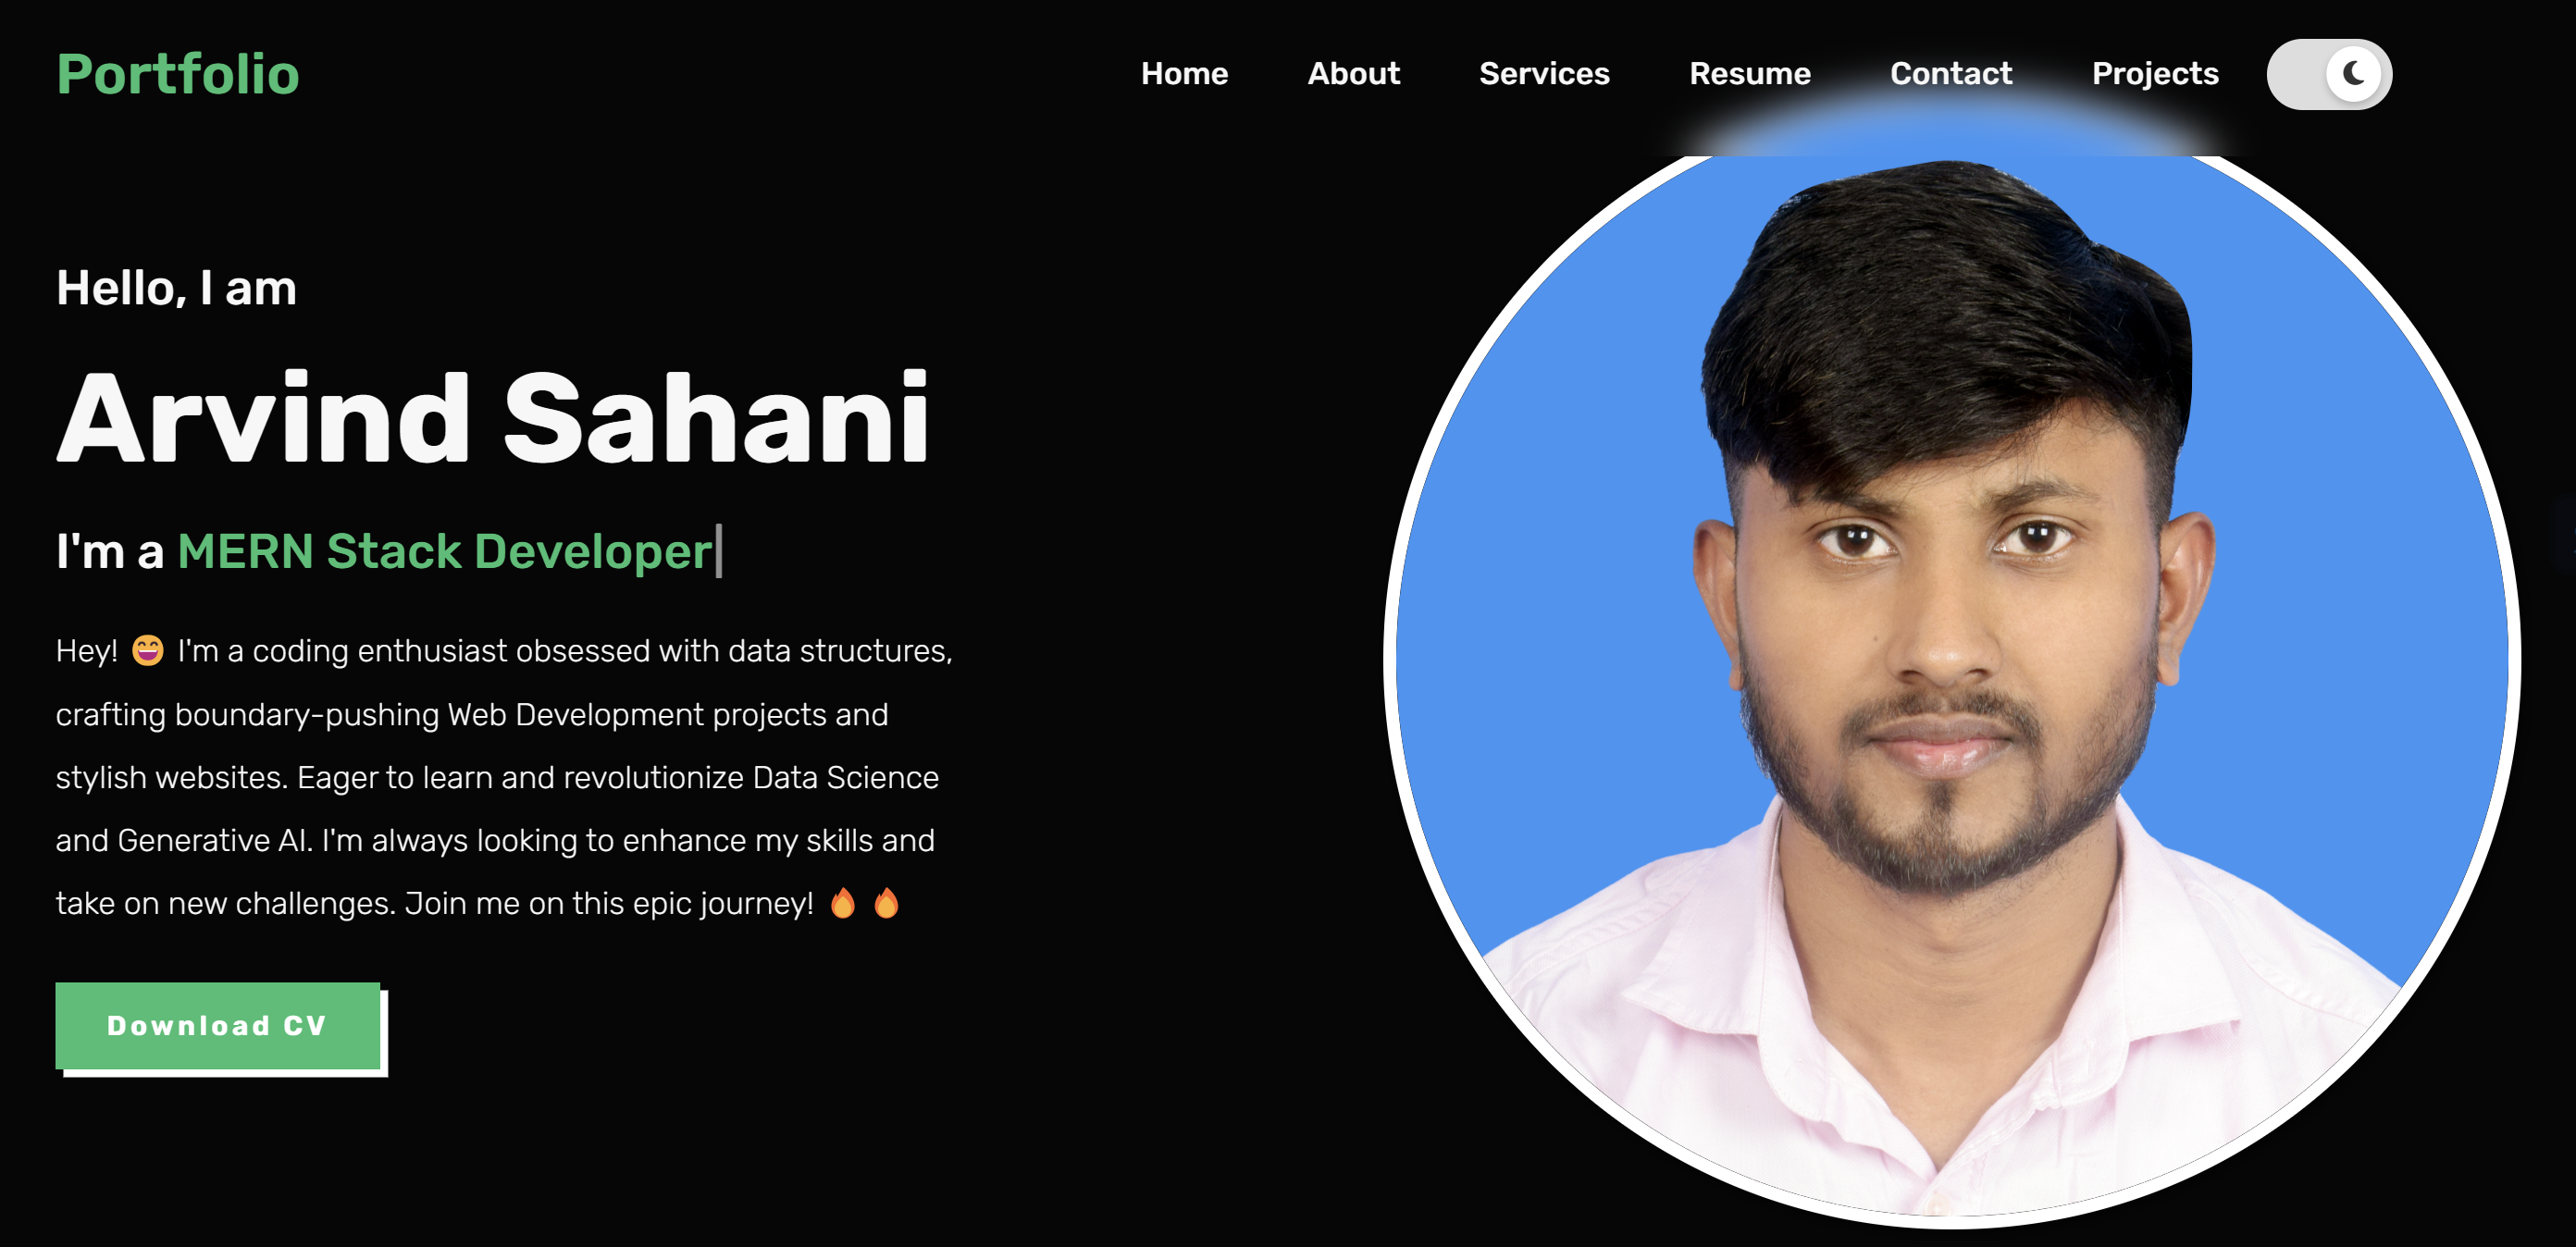 Portfolio
Home About Services Resume Contact Projects
Hello, I am
Arvind Sahani
I'm a MERN Stack Developer|
Hey! 😄 I'm a coding enthusiast obsessed with data structures,
crafting boundary-pushing Web Development projects and
stylish websites. Eager to learn and revolutionize Data Science
and Generative AI. I'm always looking to enhance my skills and
take on new challenges. Join me on this epic journey! 🔥 🔥
Download CV